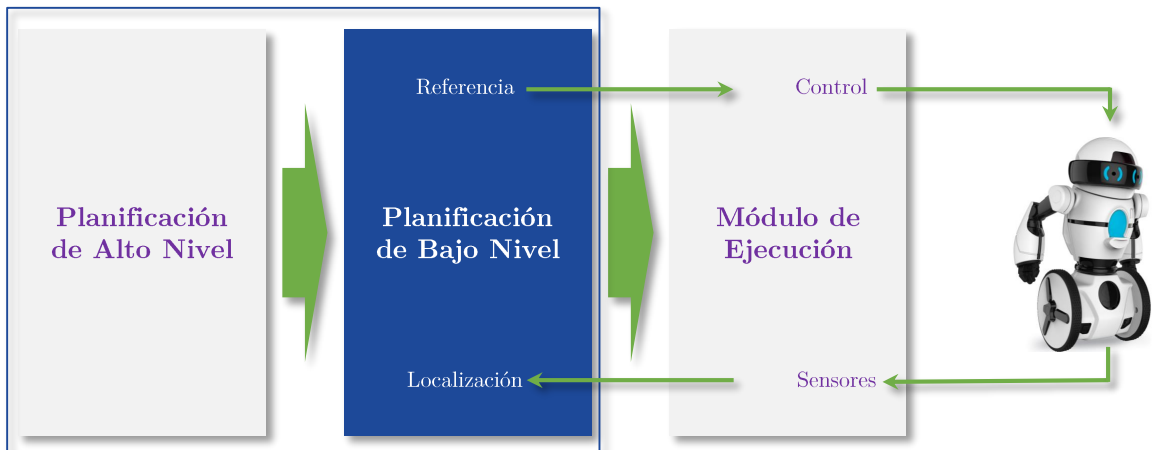 Referencia
Control
Planificación
de Alto Nivel
Planificación
de Bajo Nivel
Módulo de
Ejecución
Localización
Sensores